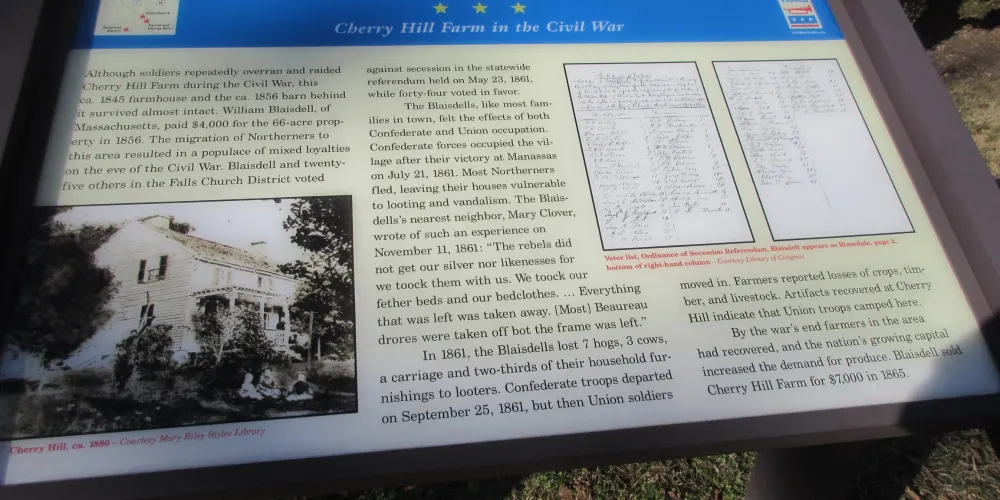 Cherry Hill Farm in the Civil War
Although soldiers repeatedly overran and raided
Cherry Hill Farm during the Civil War, this
ca. 1845 farmhouse and the ca. 1856 barn behind
it survived almost intact. William Blaisdell, of
Massachusetts, paid $4,000 for the 66-acre prop-
erty in 1856. The migration of Northerners to
this area resulted in a populace of mixed loyalties
on the eve of the Civil War. Blaisdell and twenty-
five others in the Falls Church District voted
against secession in the statewide
referendum held on May 23, 1861,
while forty-four voted in favor.
The Blaisdells, like most fam-
ilies in town, felt the effects of both
Confederate and Union occupation.
Confederate forces occupied the vil-
lage after their victory at Manassas
on July 21, 1861. Most Northerners
fled, leaving their houses vulnerable
to looting and vandalism. The Blais-
dells's nearest neighbor, Mary Clover,
wrote of such an experience on
November 11, 1861: “The rebels did
not get our silver nor likenesses for
we toock them with us. We toock our
fether beds and our bedclothes. … Everything
that was left was taken away. [Most] Beaureau
drores were taken off bot the frame was left.”
In 1861, the Blaisdells lost 7 hogs, 3 cows,
a carriage and two-thirds of their household fur-
nishings to looters. Confederate troops departed
on September 25, 1861, but then Union soldiers
Voter list, Ordinance of Secession Referendum, Blaisdell appears as Blasedale, page 2,
bottom of right-hand column – Courtesy Library of Congress
moved in. Farmers reported losses of crops, tim-
ber, and livestock. Artifacts recovered at Cherry
Hill indicate that Union troops camped here.
By the war's end farmers in the area
had recovered, and the nation's growing capital
increased the demand for produce. Blaisdell sold
Cherry Hill Farm for $7,000 in 1865.
Cherry Hill, ca. 1880 – Courtesy Mary Riley Styles Library